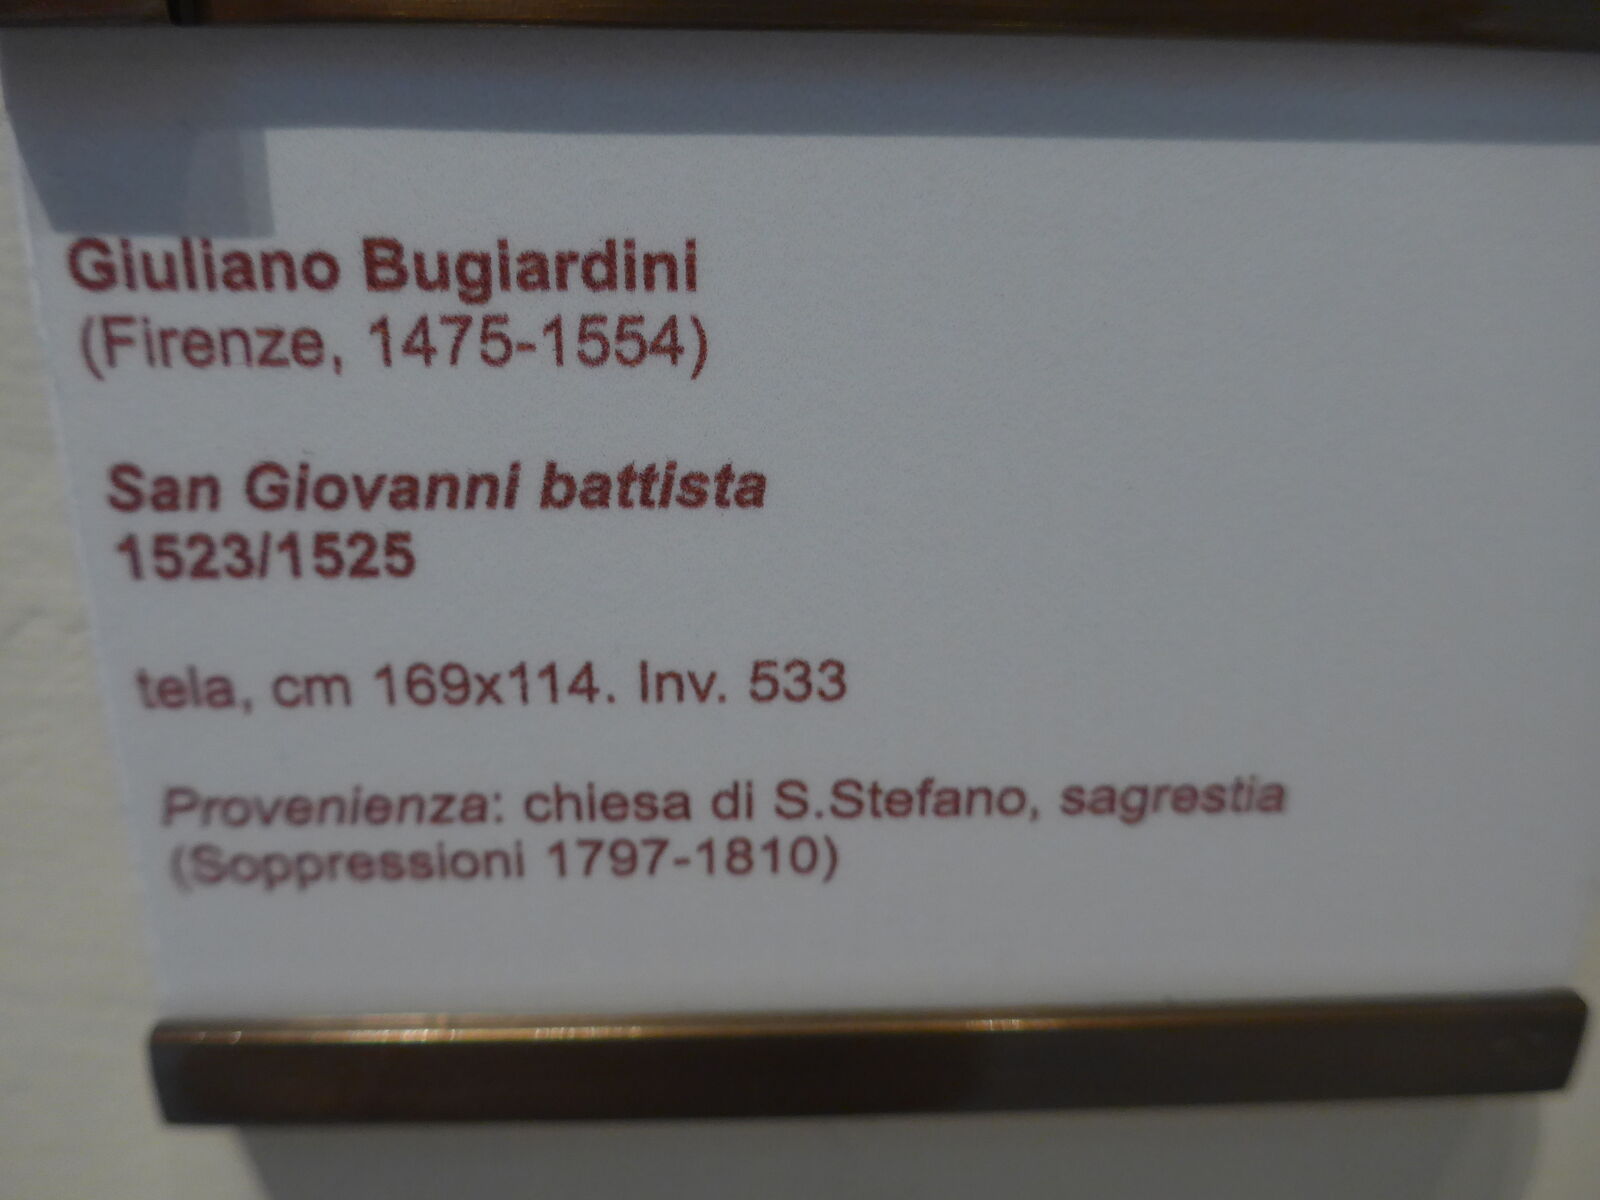 Giuliano Bugiardini
(Firenze, 1475-1554)
San Giovanni battista
1523/1525
tela, cm 169x114. Inv. 533
Provenienza: chiesa di S.Stefano, sagrestia
(Soppressioni 1797-1810)